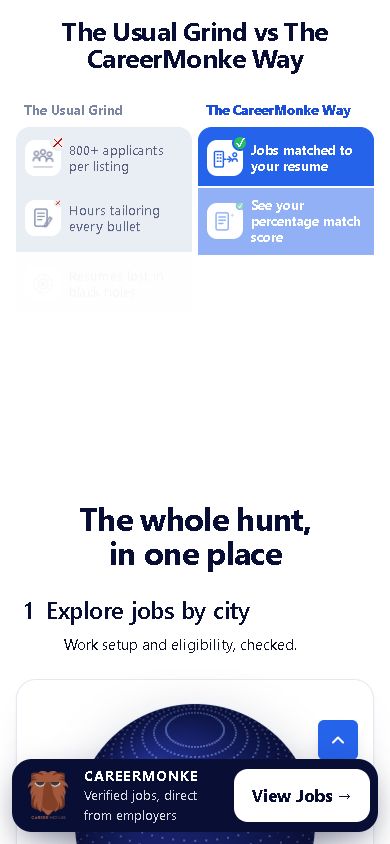 The Usual Grind vs The
CareerMonke Way
The Usual Grind
The CareerMonke Way
800+ applicants
per listing
Jobs matched to
your resume
Hours tailoring
every bullet
See your
percentage match
score
Resumes lost in
black holes
The whole hunt,
in one place
1 Explore jobs by city
Work setup and eligibility, checked.
CAREERMONKE
Verified jobs, direct
from employers
View Jobs →